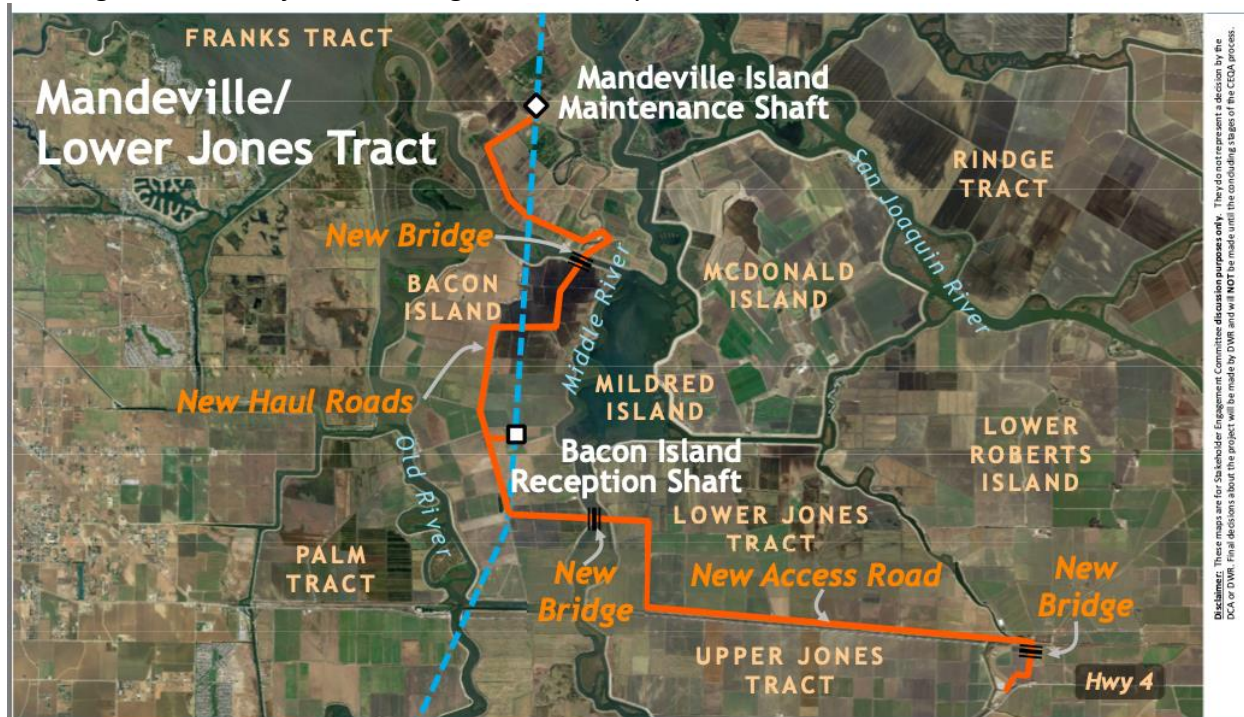 FRANKS TRACT
Mandeville/
Lower Jones Tract
Mandeville Island
Maintenance Shaft
San Joaquin River
RINDGE
TRACT
New Bridge
BACON
ISLAND
Middle River
MCDONALD
ISLAND
New Haul Roads
MILDRED
ISLAND
Old River
Bacon Island
Reception Shaft
LOWER
ROBERTS
ISLAND
LOWER JONES
TRACT
PALM
TRACT
New
Bridge
New Access Road
New
Bridge
UPPER JONES
TRACT
Hwy 4
Disclaimer: These maps are for Stakeholder Engagement Committee discussion purposes only. They do not represent a decision by the
DCA or DWR. Final decisions about the project will be made by DWR and will NOT be made until the concluding stages of the CEQA process.